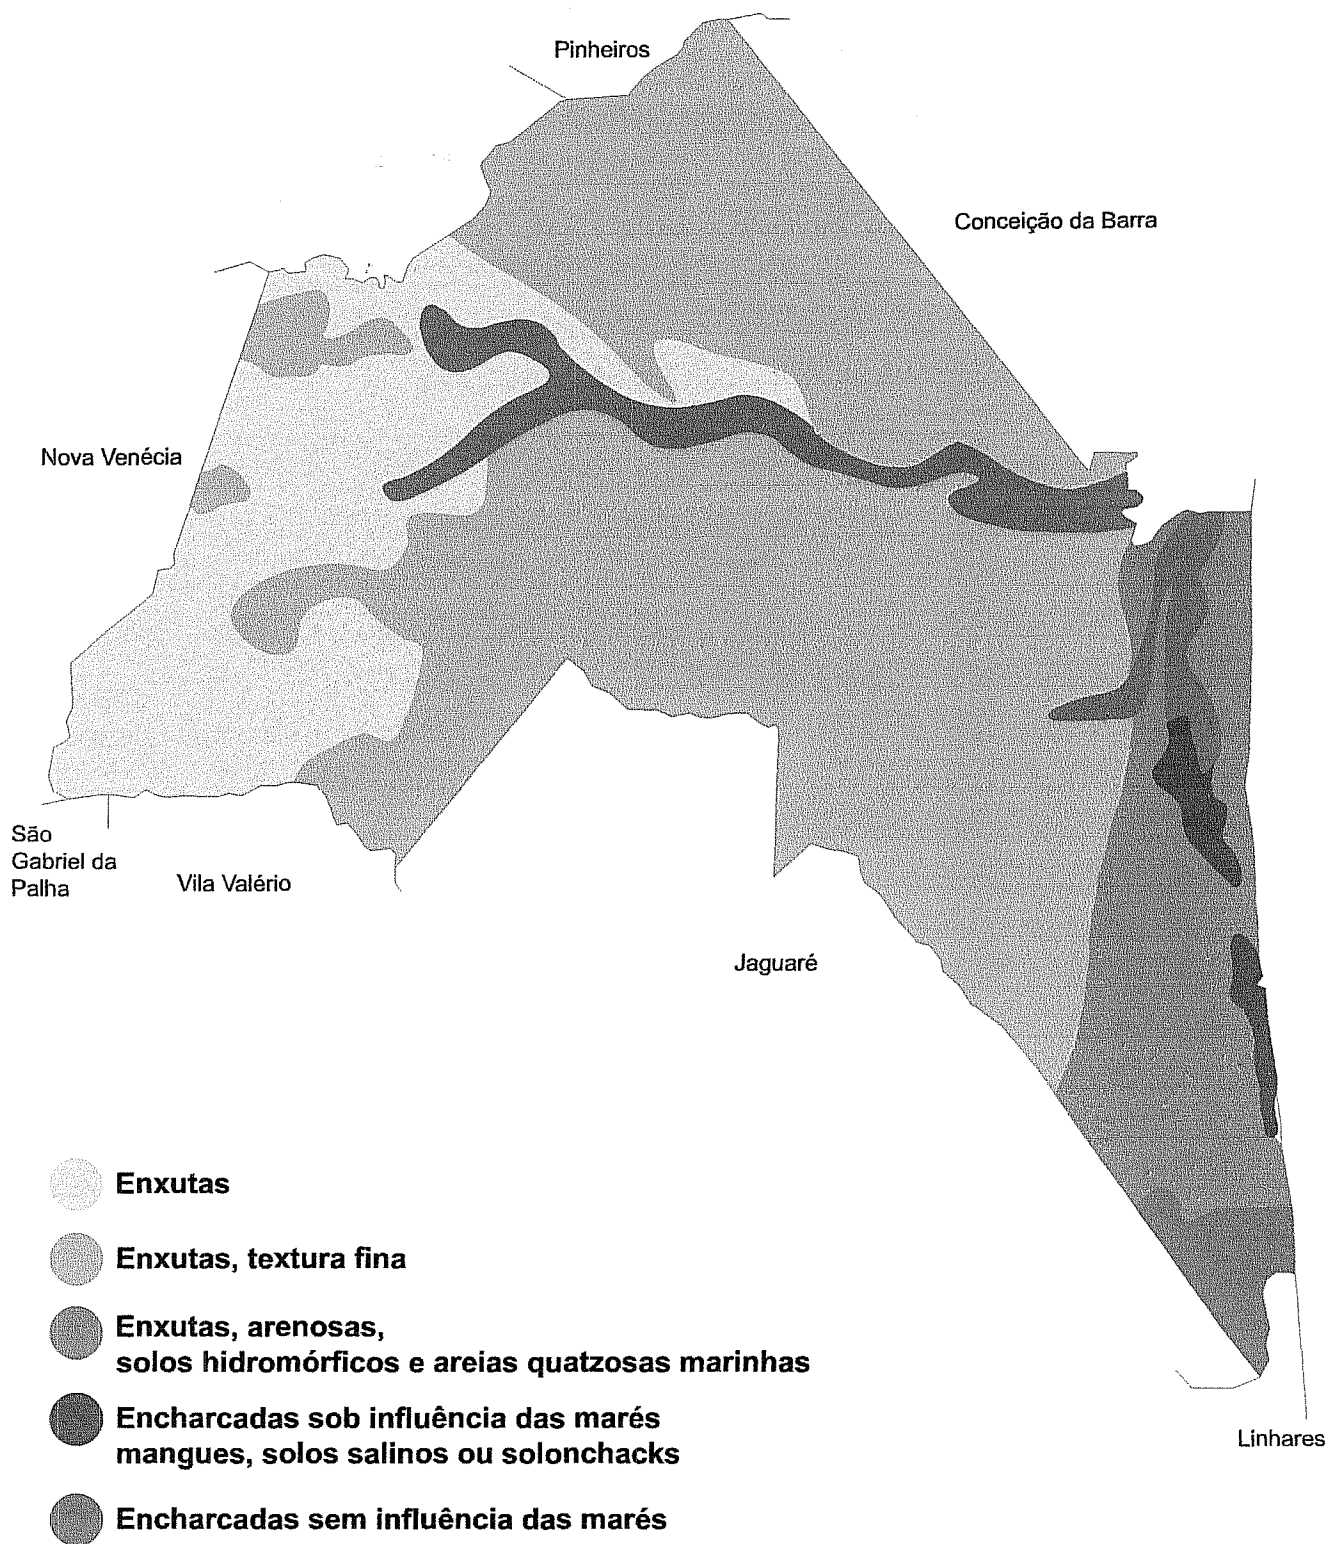 Pinheiros
Conceição da Barra
Nova Venécia
São
Gabriel da
Palha
Vila Valério
Jaguaré
Enxutas
Enxutas, textura fina
Enxutas, arenosas,
solos hidromórficos e areias quatzosas marinhas
Encharcadas sob influência das marés
mangues, solos salinos ou solonchacks
Linhares
Encharcadas sem influência das marés